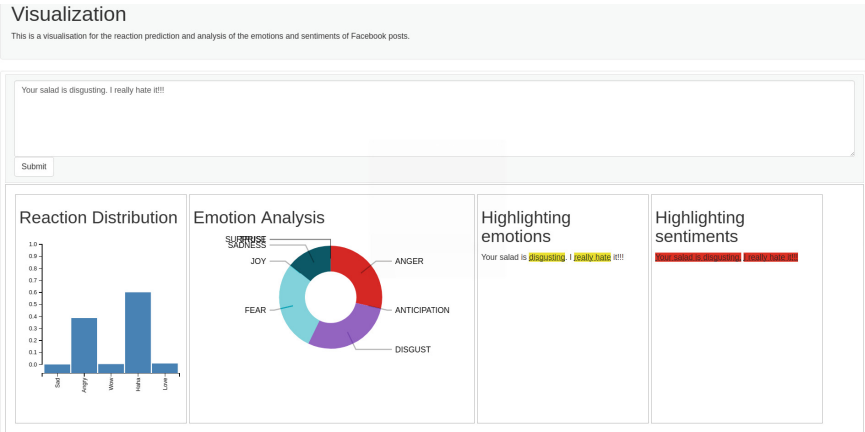 Visualization
This is a visualisation for the reaction prediction and analysis of the emotions and sentiments of Facebook posts.
Your salad is disgusting. I really hate it!!!
Submit
Reaction Distribution
1.0
0.9
0.8
0.7
0.6
0.5
0.4
0.3
0.2
0.1
0.0
Sad
Angry
Wow
Haha
Love
Emotion Analysis
SADNESS
JOY
FEAR
ANGER
ANTICIPATION
DISGUST
Highlighting
emotions
Your salad is disgusting. I really hate it!!!
Highlighting
sentiments
Your salad is disgusting. I really hate it!!!